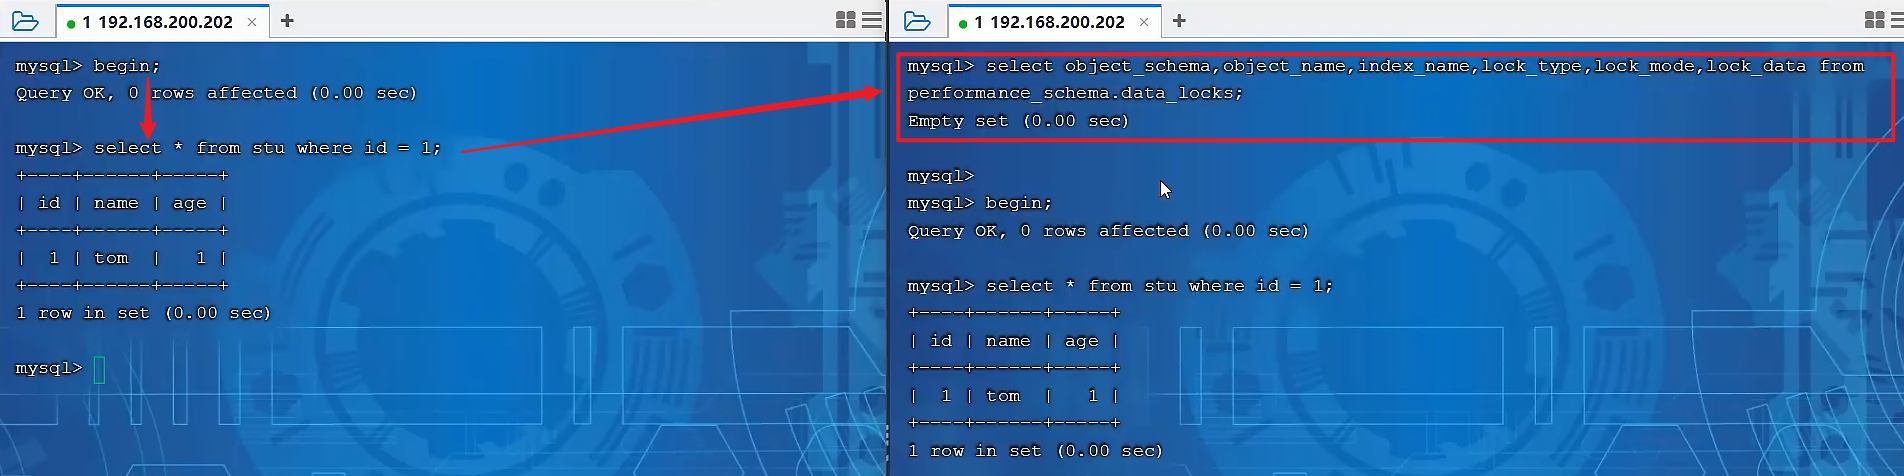 1 192.168.200.202 × +
mysql> begin;
Query OK, 0 rows affected (0.00 sec)
mysql> select * from stu where id = 1;
+----+------+-----+
| id | name | age |
+----+------+-----+
|  1 | tom  |   1 |
+----+------+-----+
1 row in set (0.00 sec)
mysql>
1 192.168.200.202 × +
mysql> select object_schema,object_name,index_name,lock_type,lock_mode,lock_data from
performance_schema.data_locks;
Empty set (0.00 sec)
mysql>
mysql> begin;
Query OK, 0 rows affected (0.00 sec)
mysql> select * from stu where id = 1;
+----+------+-----+
| id | name | age |
+----+------+-----+
|  1 | tom  |   1 |
+----+------+-----+
1 row in set (0.00 sec)